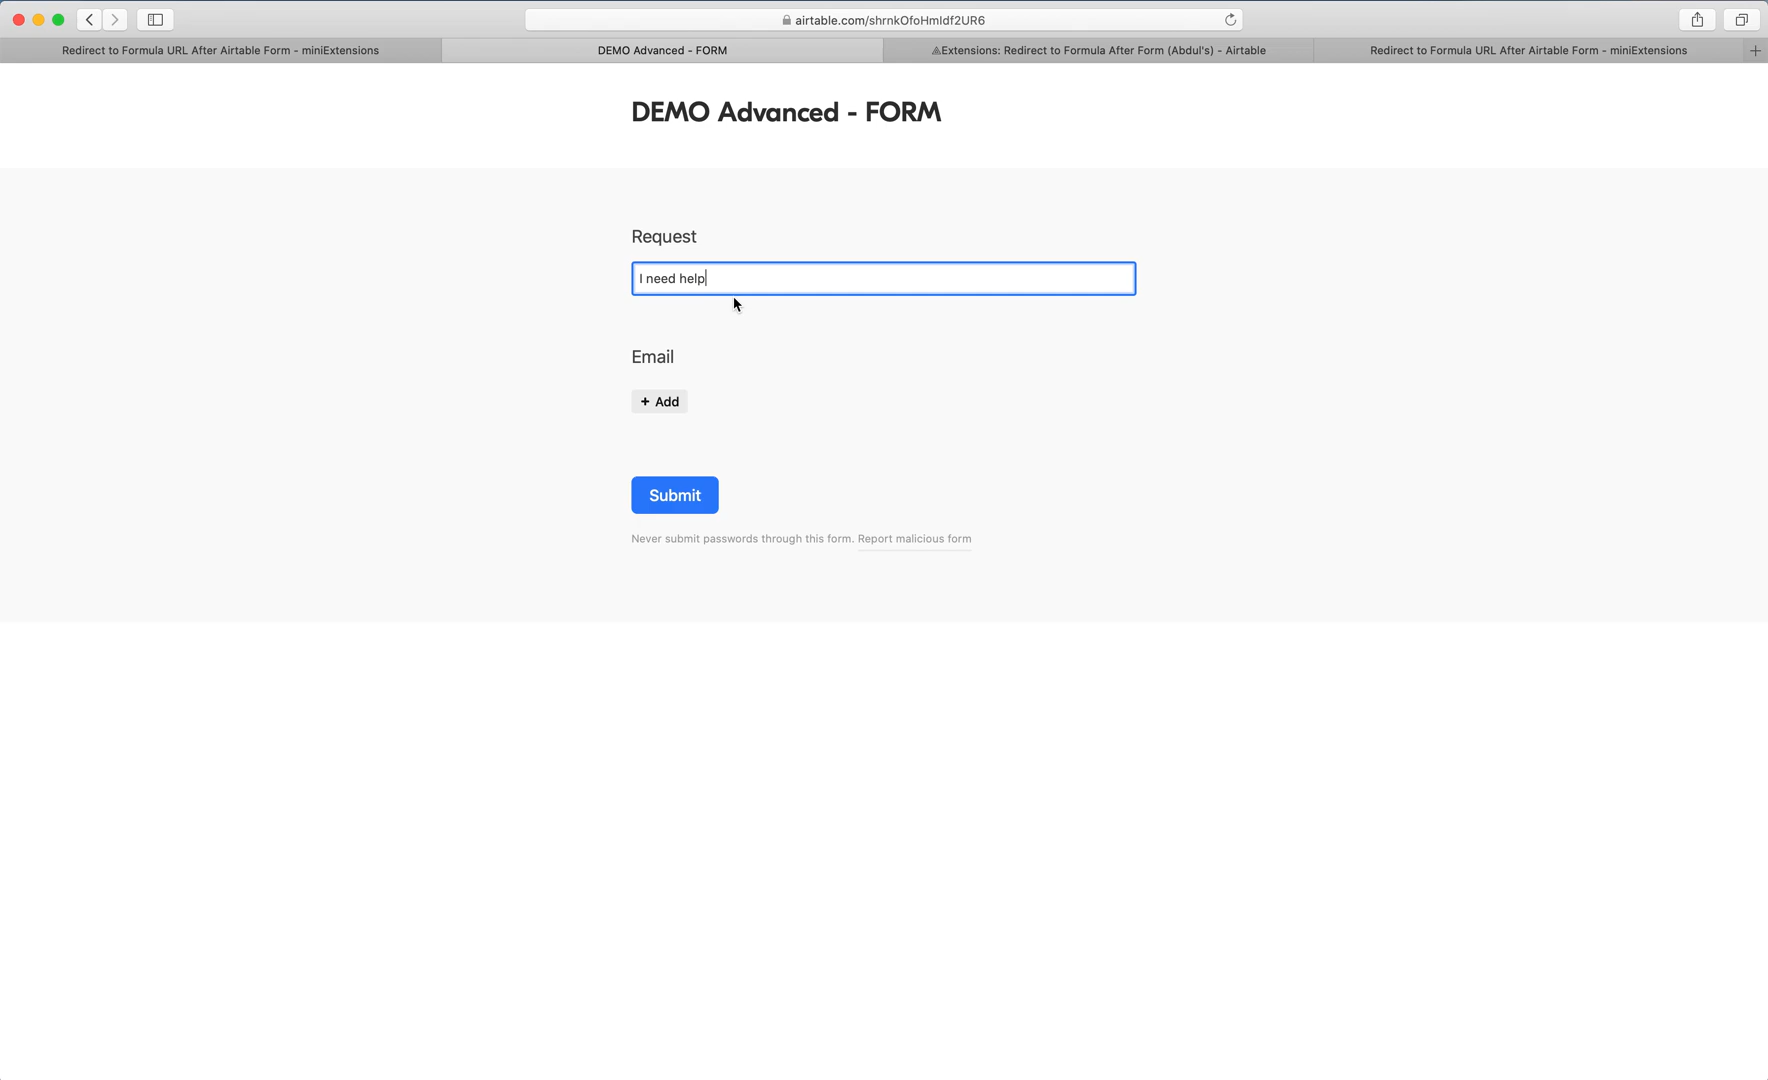 airtable.com/shrnkOfoHmIdf2UR6
Redirect to Formula URL After Airtable Form - miniExtensions
DEMO Advanced - FORM
⟁Extensions: Redirect to Formula After Form (Abdul's) - Airtable
Redirect to Formula URL After Airtable Form - miniExtensions
DEMO Advanced - FORM
Request
I need help
Email
+ Add
Submit
Never submit passwords through this form. Report malicious form